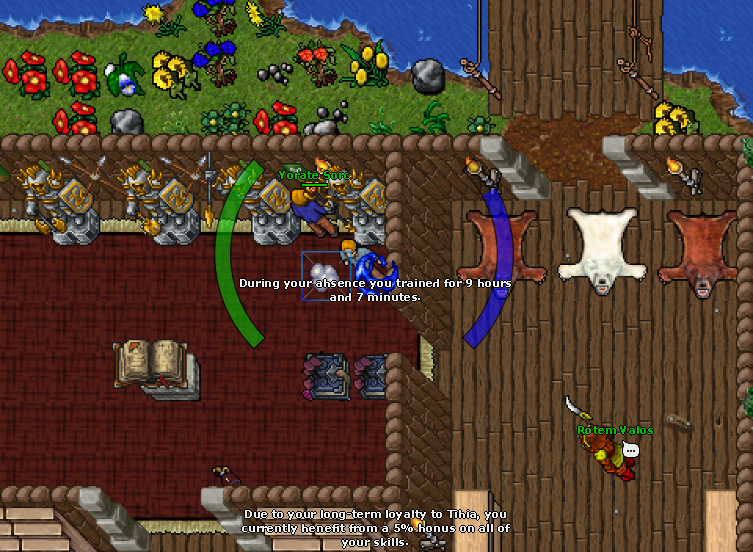 Yorate Sorc
During your absence you trained for 9 hours
and 7 minutes.
Rotem Valos
Due to your long-term loyalty to Tibia, you
currently benefit from a 5% bonus on all of
your skills.